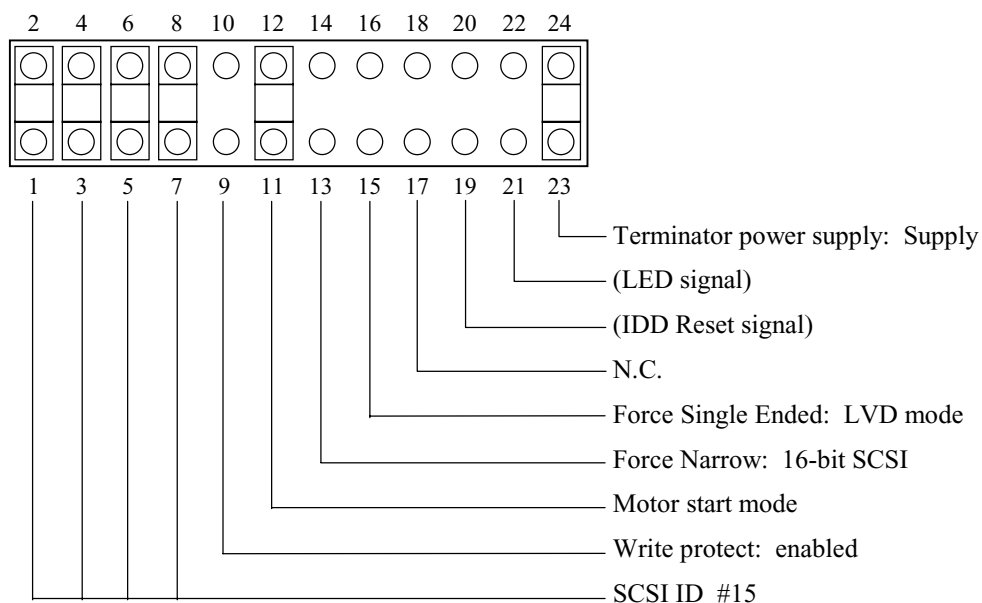 2 4 6 8 10 12 14 16 18 20 22 24
1 3 5 7 9 11 13 15 17 19 21 23
Terminator power supply: Supply
(LED signal)
(IDD Reset signal)
N.C.
Force Single Ended: LVD mode
Force Narrow: 16-bit SCSI
Motor start mode
Write protect: enabled
SCSI ID #15